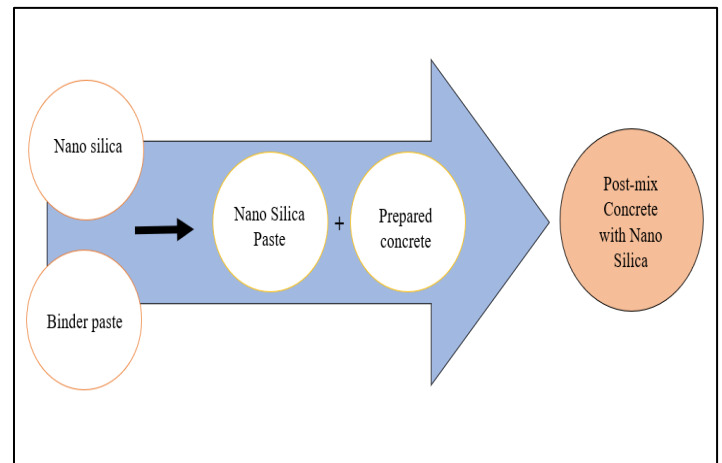 Nano silica
Binder paste
Nano Silica
Paste
+
Prepared
concrete
Post-mix
Concrete
with Nano
Silica